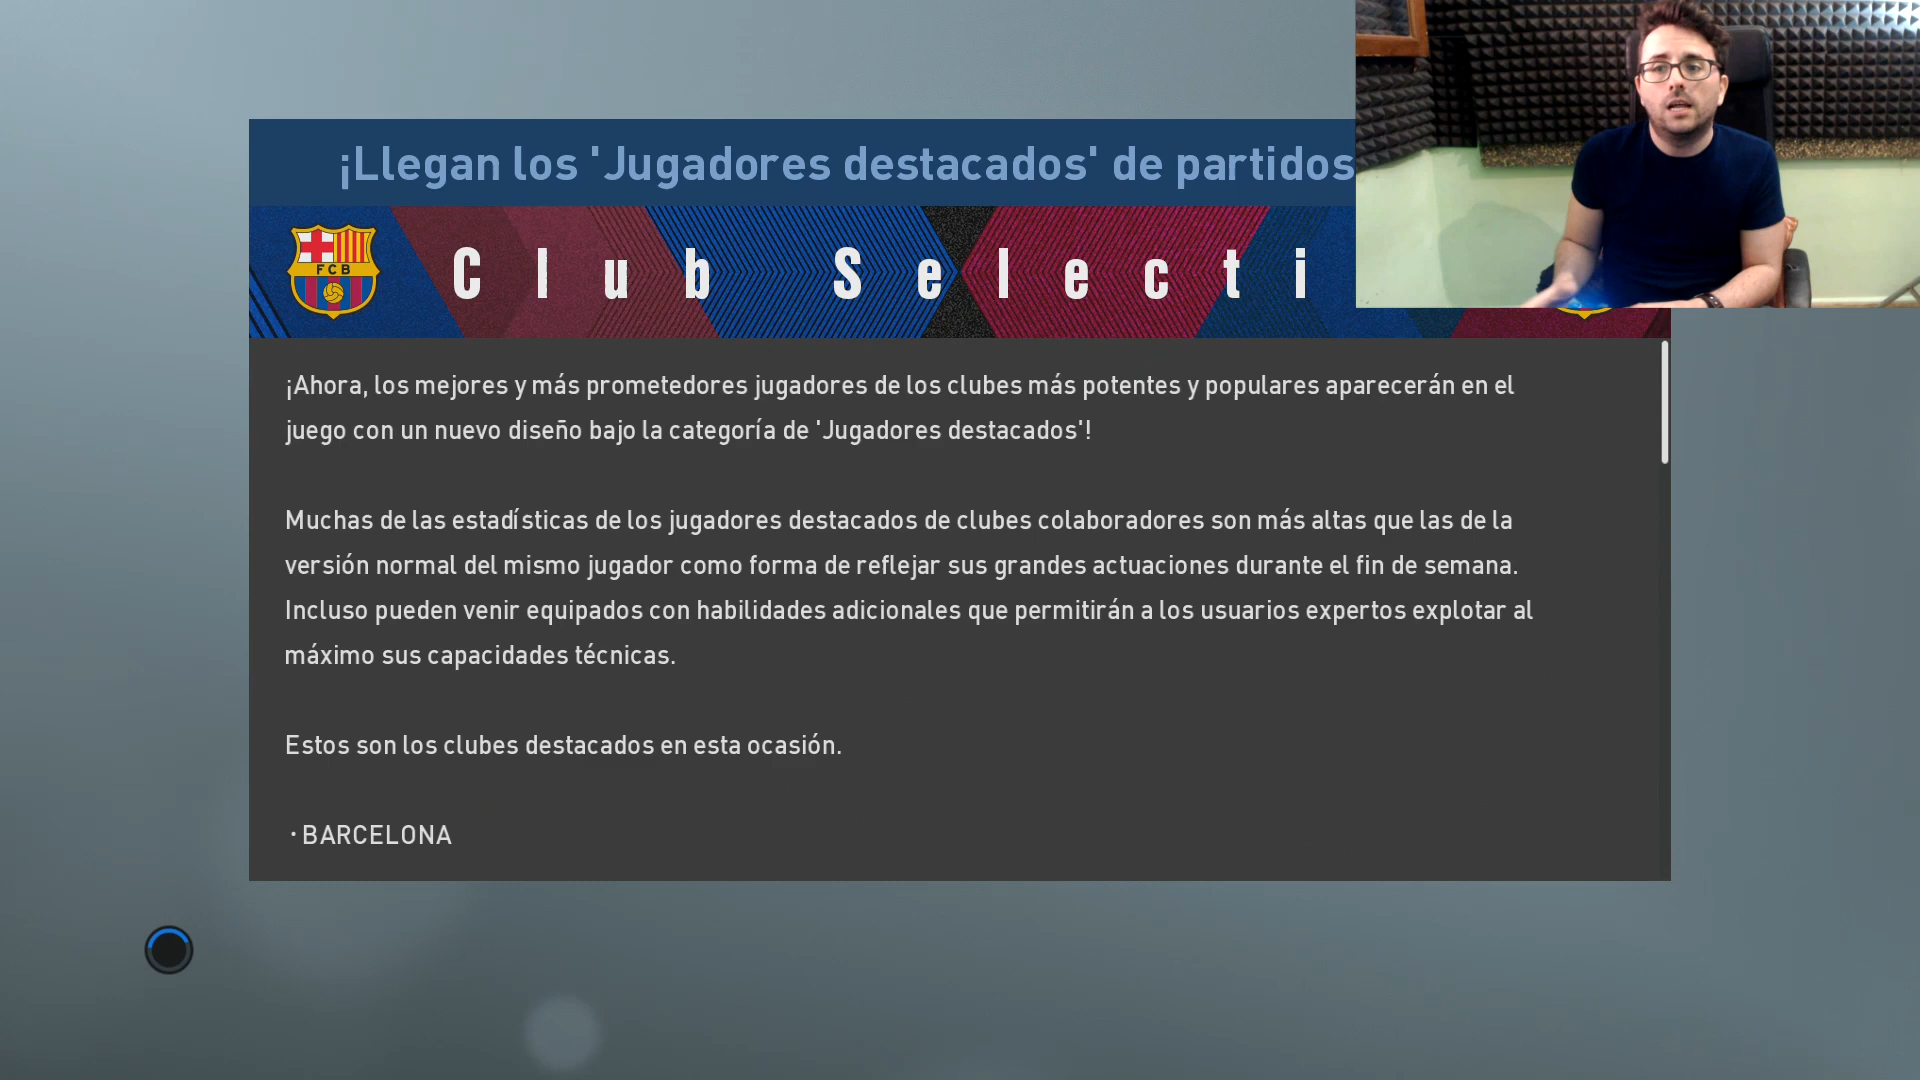 ¡Llegan los 'Jugadores destacados' de partidos
FCB
Club Selecti
¡Ahora, los mejores y más prometedores jugadores de los clubes más potentes y populares aparecerán en el
juego con un nuevo diseño bajo la categoría de 'Jugadores destacados'!
Muchas de las estadísticas de los jugadores destacados de clubes colaboradores son más altas que las de la
versión normal del mismo jugador como forma de reflejar sus grandes actuaciones durante el fin de semana.
Incluso pueden venir equipados con habilidades adicionales que permitirán a los usuarios expertos explotar al
máximo sus capacidades técnicas.
Estos son los clubes destacados en esta ocasión.
・BARCELONA